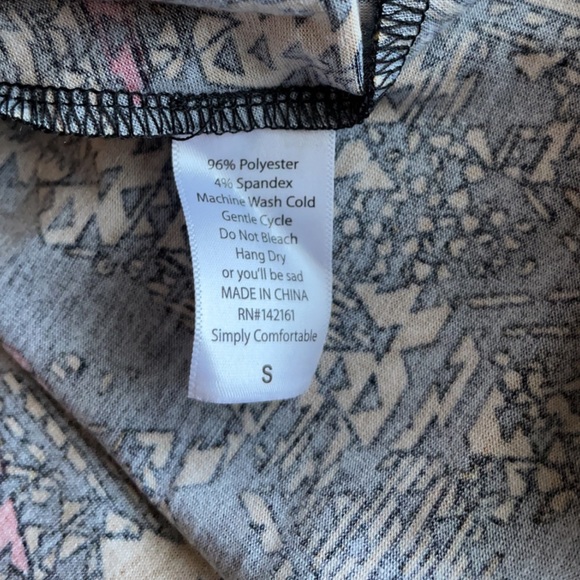 96% Polyester
4% Spandex
Machine Wash Cold
Gentle Cycle
Do Not Bleach
Hang Dry
or you'll be sad
MADE IN CHINA
RN#142161
Simply Comfortable
S